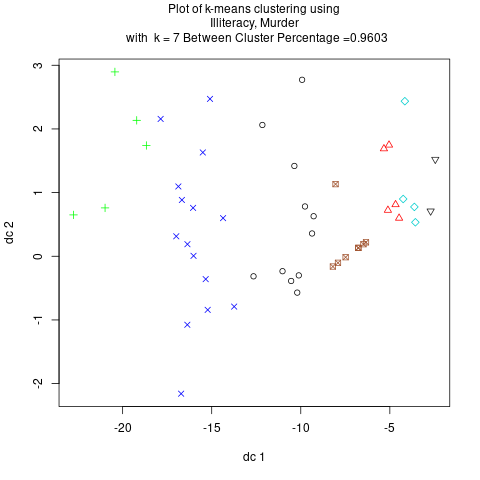 Plot of k-means clustering using
Illiteracy, Murder
with  k = 7 Between Cluster Percentage =0.9603
3
2
1
0
-1
-2
dc 2
-20
-15
-10
-5
dc 1